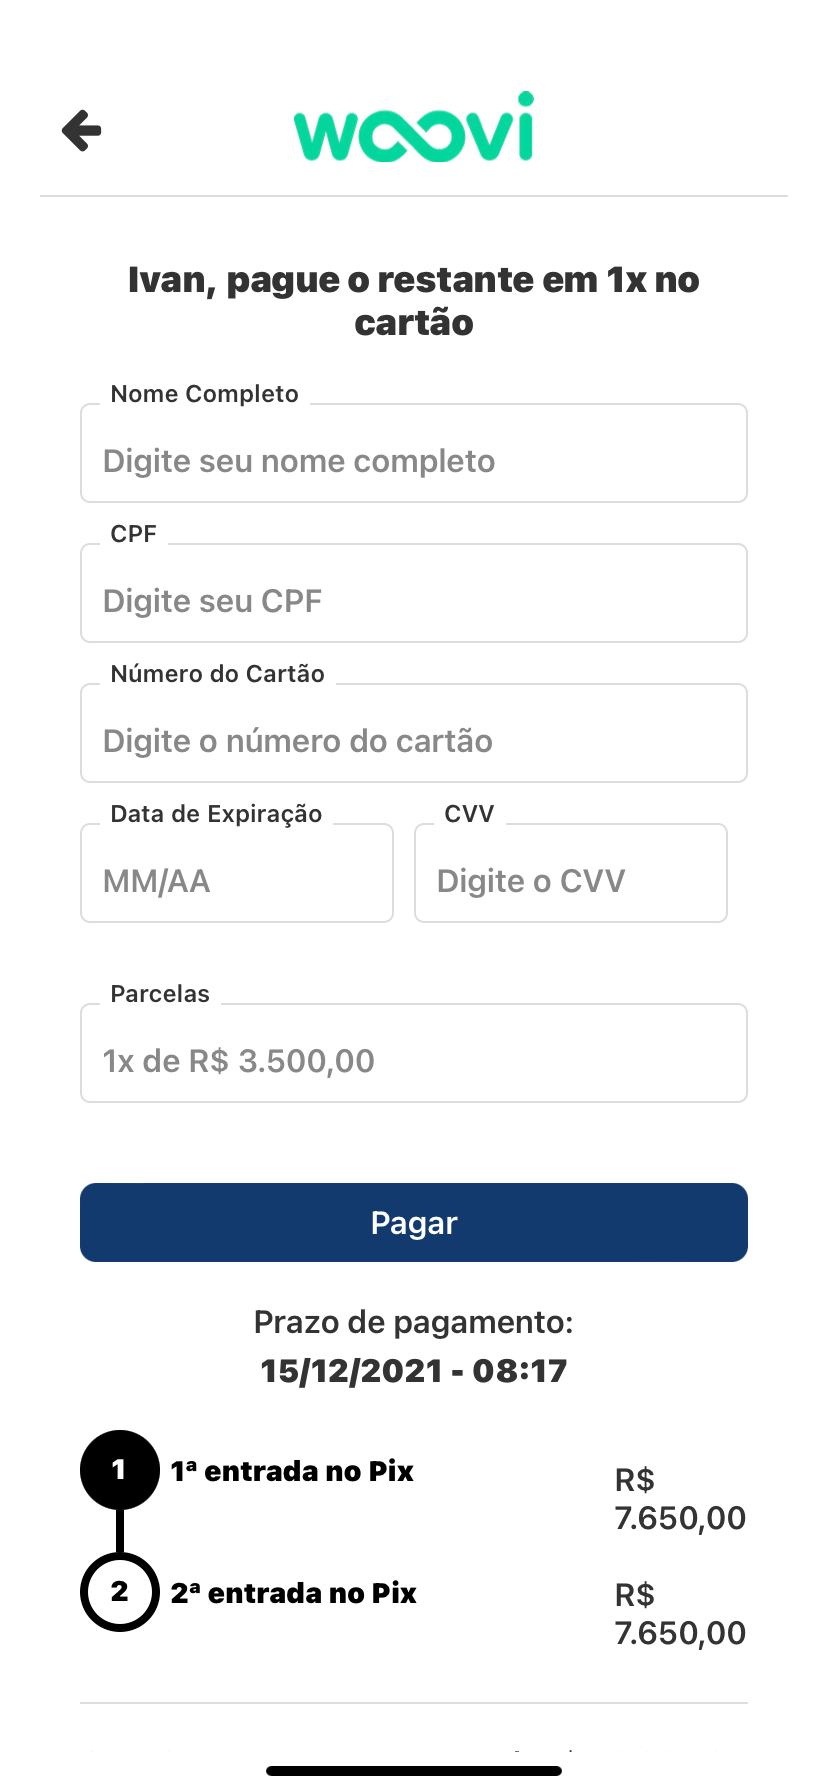 woovi
Ivan, pague o restante em 1x no
cartão
Nome Completo
Digite seu nome completo
CPF
Digite seu CPF
Número do Cartão
Digite o número do cartão
Data de Expiração
MM/AA
CVV
Digite o CVV
Parcelas
1x de R$ 3.500,00
Pagar
Prazo de pagamento:
15/12/2021 - 08:17
1
1ª entrada no Pix
R$
7.650,00
2
2ª entrada no Pix
R$
7.650,00